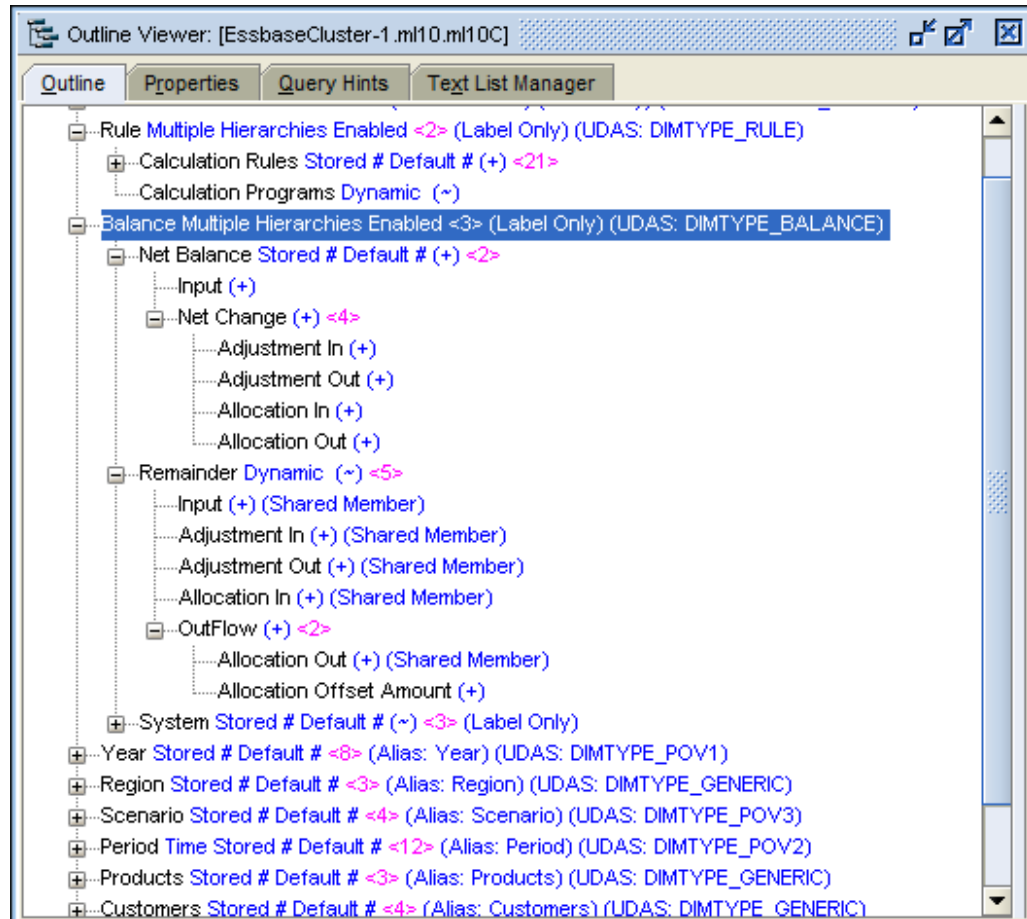 Outline Viewer: [EssbaseCluster-1.ml10.ml10C]
Outline Properties Query Hints Text List Manager
Rule Multiple Hierarchies Enabled <2> (Label Only) (UDAS: DIMTYPE_RULE)
Calculation Rules Stored # Default # (+) <21>
Calculation Programs Dynamic (~)
Balance Multiple Hierarchies Enabled <3> (Label Only) (UDAS: DIMTYPE_BALANCE)
Net Balance Stored # Default # (+) <2>
Input (+)
Net Change (+) <4>
Adjustment In (+)
Adjustment Out (+)
Allocation In (+)
Allocation Out (+)
Remainder Dynamic (~) <5>
Input (+) (Shared Member)
Adjustment In (+) (Shared Member)
Adjustment Out (+) (Shared Member)
Allocation In (+) (Shared Member)
OutFlow (+) <2>
Allocation Out (+) (Shared Member)
Allocation Offset Amount (+)
System Stored # Default # (~) <3> (Label Only)
Year Stored # Default # <8> (Alias: Year) (UDAS: DIMTYPE_POV1)
Region Stored # Default # <3> (Alias: Region) (UDAS: DIMTYPE_GENERIC)
Scenario Stored # Default # <4> (Alias: Scenario) (UDAS: DIMTYPE_POV3)
Period Time Stored # Default # <12> (Alias: Period) (UDAS: DIMTYPE_POV2)
Products Stored # Default # <3> (Alias: Products) (UDAS: DIMTYPE_GENERIC)
Customers Stored # Default # <4> (Alias: Customers) (UDAS: DIMTYPE_GENERIC)